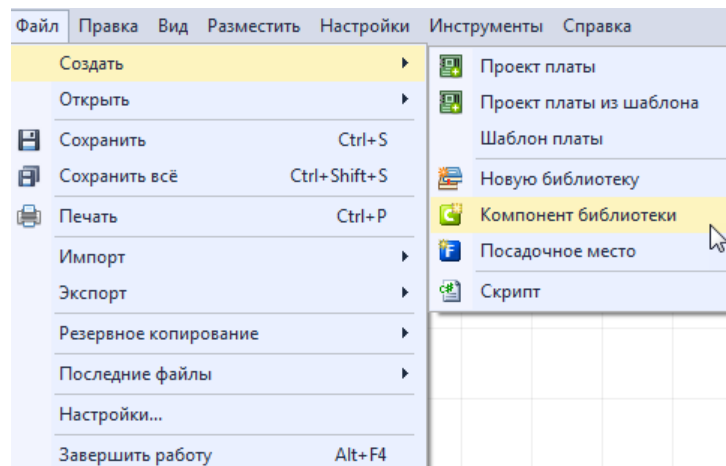 Файл Правка Вид Разместить Настройки Инструменты Справка
Создать
Открыть
Сохранить Ctrl+S
Сохранить всё Ctrl+Shift+S
Печать Ctrl+P
Импорт
Экспорт
Резервное копирование
Последние файлы
Настройки...
Завершить работу Alt+F4
Проект платы
Проект платы из шаблона
Шаблон платы
Новую библиотеку
Компонент библиотеки
Посадочное место
Скрипт